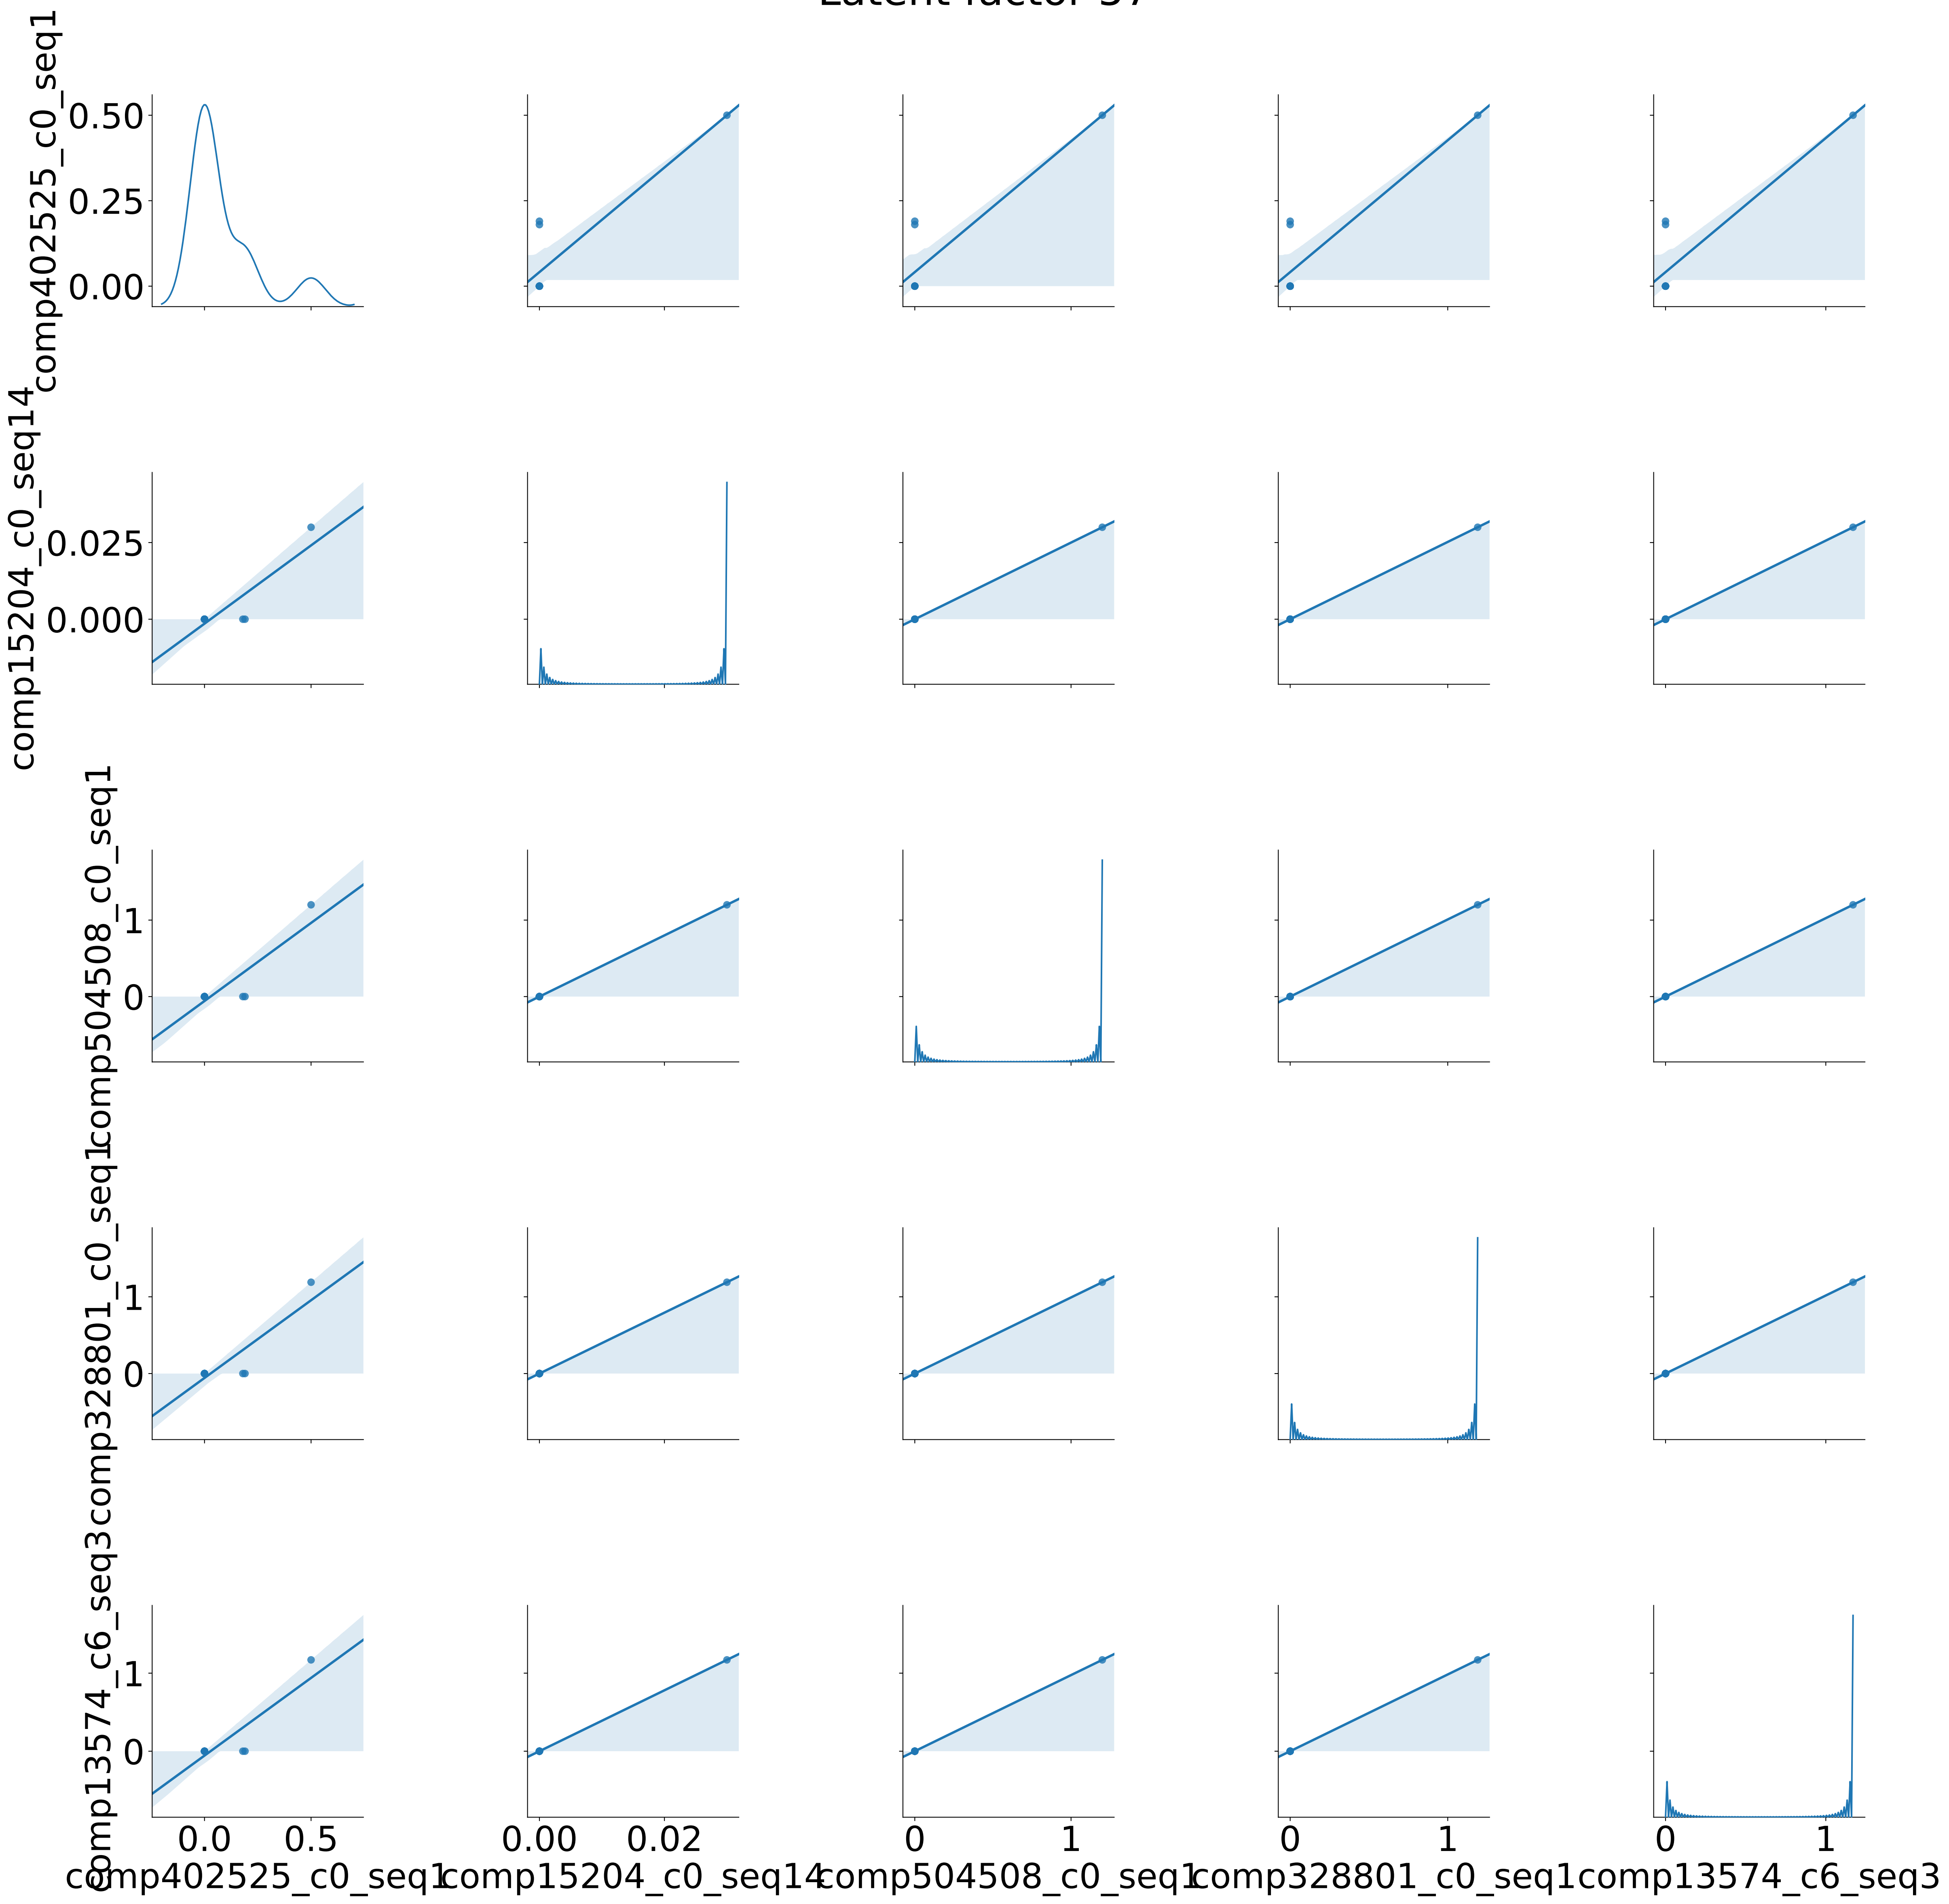 Latent factor 37
comp402525_c0_seq1
0.50
0.25
0.00
comp15204_c0_seq14
0.025
0.000
comp504508_c0_seq1
1
0
comp328801_c0_seq1
1
0
comp13574_c6_seq3
1
0
0.0 0.5 0.00 0.02 0 1 0 1 0 1
comp402525_c0_seq1 comp15204_c0_seq14 comp504508_c0_seq1 comp328801_c0_seq1 comp13574_c6_seq3